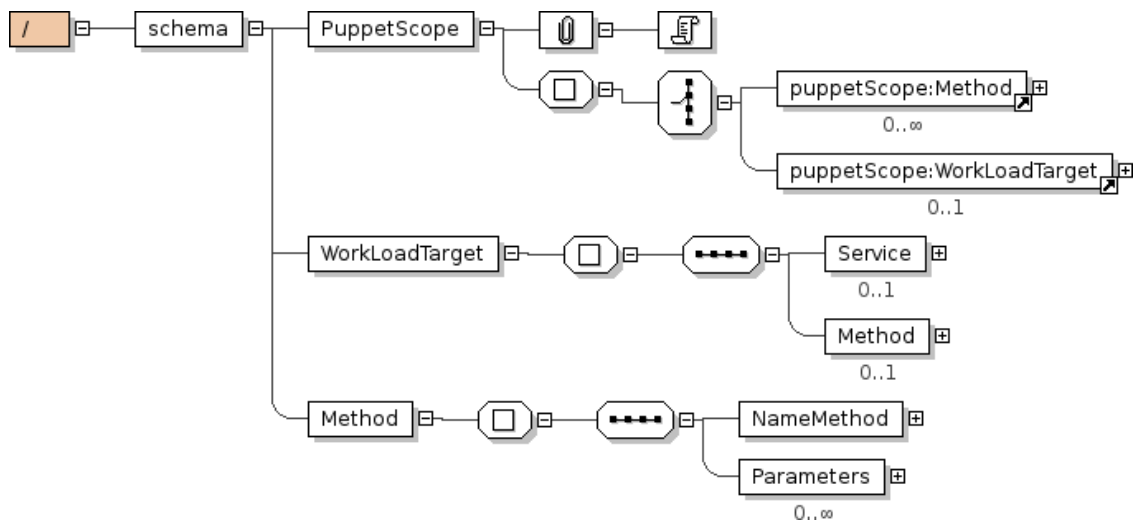 /
schema
PuppetScope
puppetScope:Method
0..∞
puppetScope:WorkLoadTarget
0..1
WorkLoadTarget
Service
0..1
Method
0..1
Method
NameMethod
Parameters
0..∞